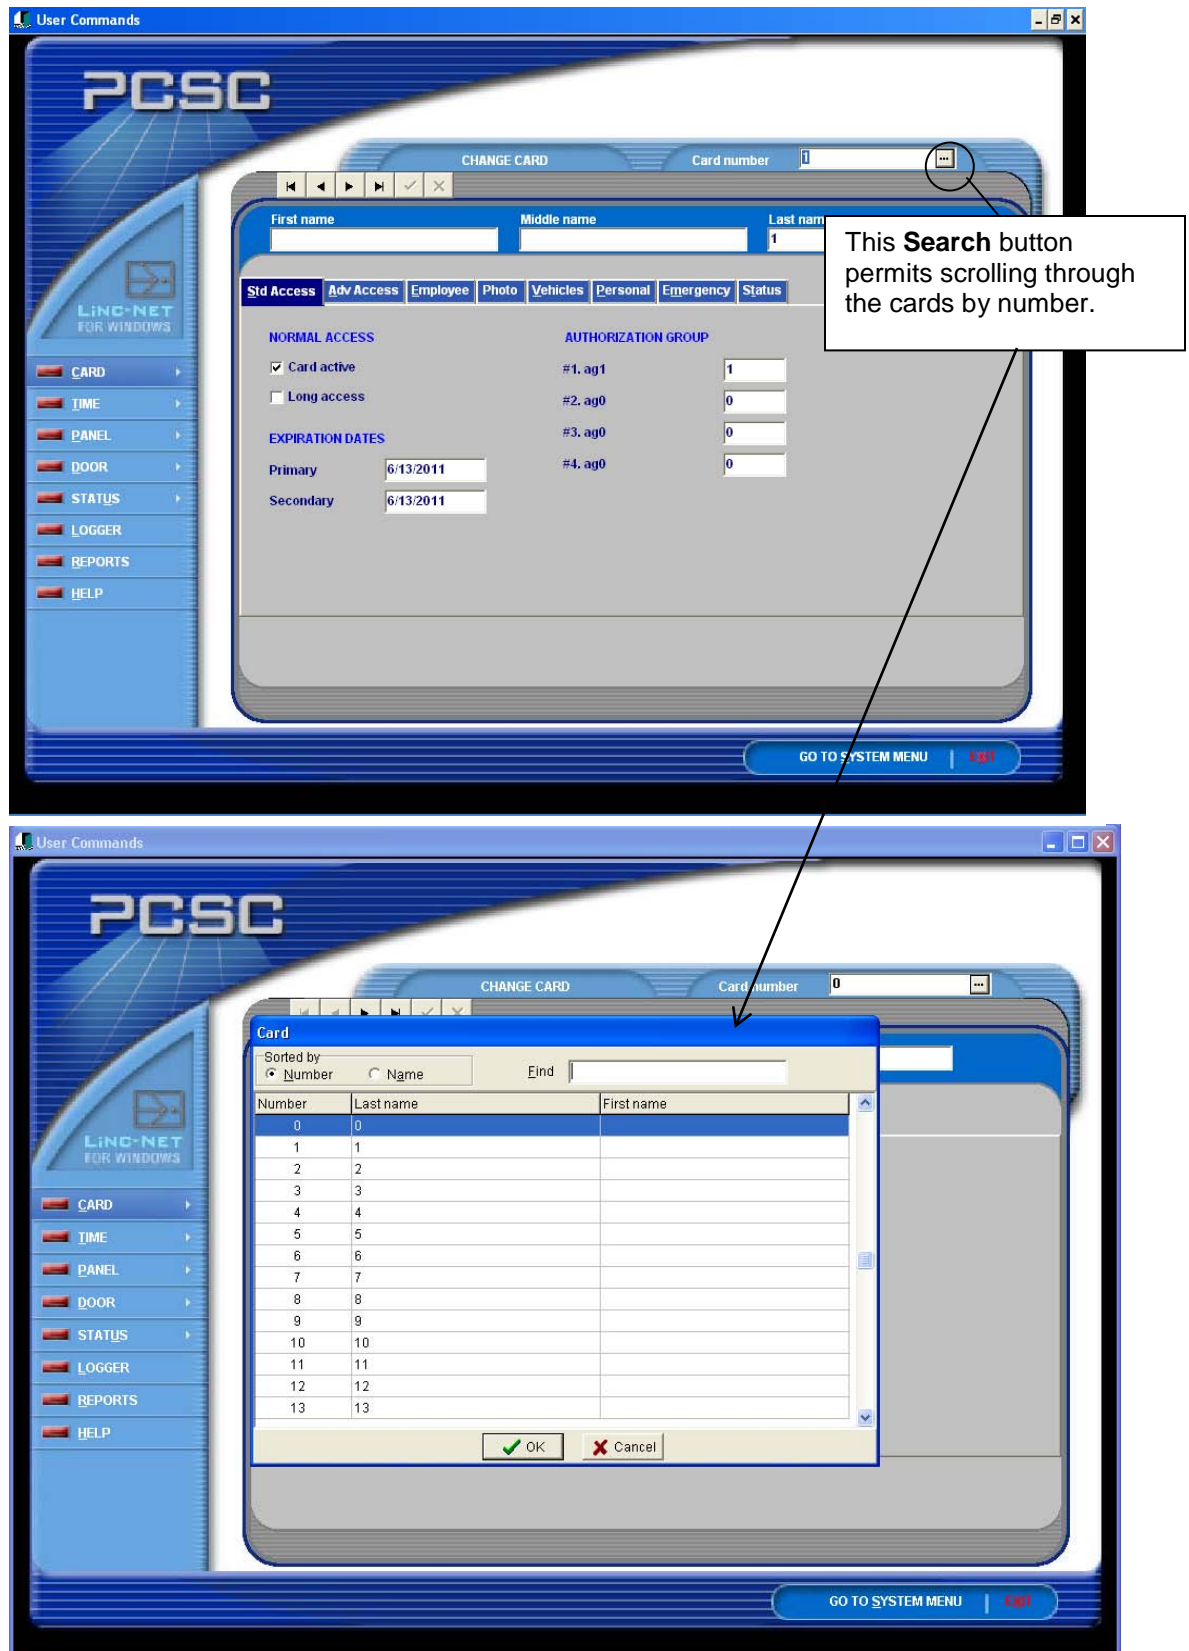 User Commands
PCSC
CHANGE CARD
Card number
1
...
First name
Middle name
Last nam
1
This Search button
permits scrolling through
the cards by number.
Std Access
Adv Access
Employee
Photo
Vehicles
Personal
Emergency
Status
LINC-NET
FOR WINDOWS
NORMAL ACCESS
AUTHORIZATION GROUP
Card active
#1. ag1
1
Long access
#2. ag0
0
EXPIRATION DATES
#3. ag0
0
Primary
6/13/2011
#4. ag0
0
Secondary
6/13/2011
CARD
TIME
PANEL
DOOR
STATUS
LOGGER
REPORTS
HELP
GO TO SYSTEM MENU
|
EXIT
User Commands
PCSC
CHANGE CARD
Card number
0
...
LINC-NET
FOR WINDOWS
CARD
TIME
PANEL
DOOR
STATUS
LOGGER
REPORTS
HELP
Card
Sorted by
Number
Name
Find
Number Last name First name
0 0
1 1
2 2
3 3
4 4
5 5
6 6
7 7
8 8
9 9
10 10
11 11
12 12
13 13
OK
Cancel
GO TO SYSTEM MENU
|
EXIT